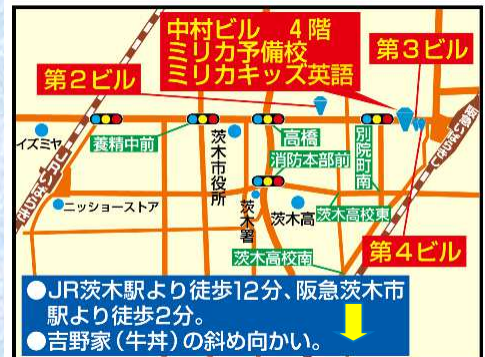 中村ビル 4階
ミリカ予備校
ミリカキッズ英語
第3ビル
第2ビル
イズミヤ
養精中前
茨木市役所
高橋
消防本部前
別院町南
ニッショーストア
茨木署
茨木高
茨木高校東
茨木高校南
第4ビル
●JR茨木駅より徒歩12分、阪急茨木市
駅より徒歩2分。
●吉野家(牛丼)の斜め向かい。